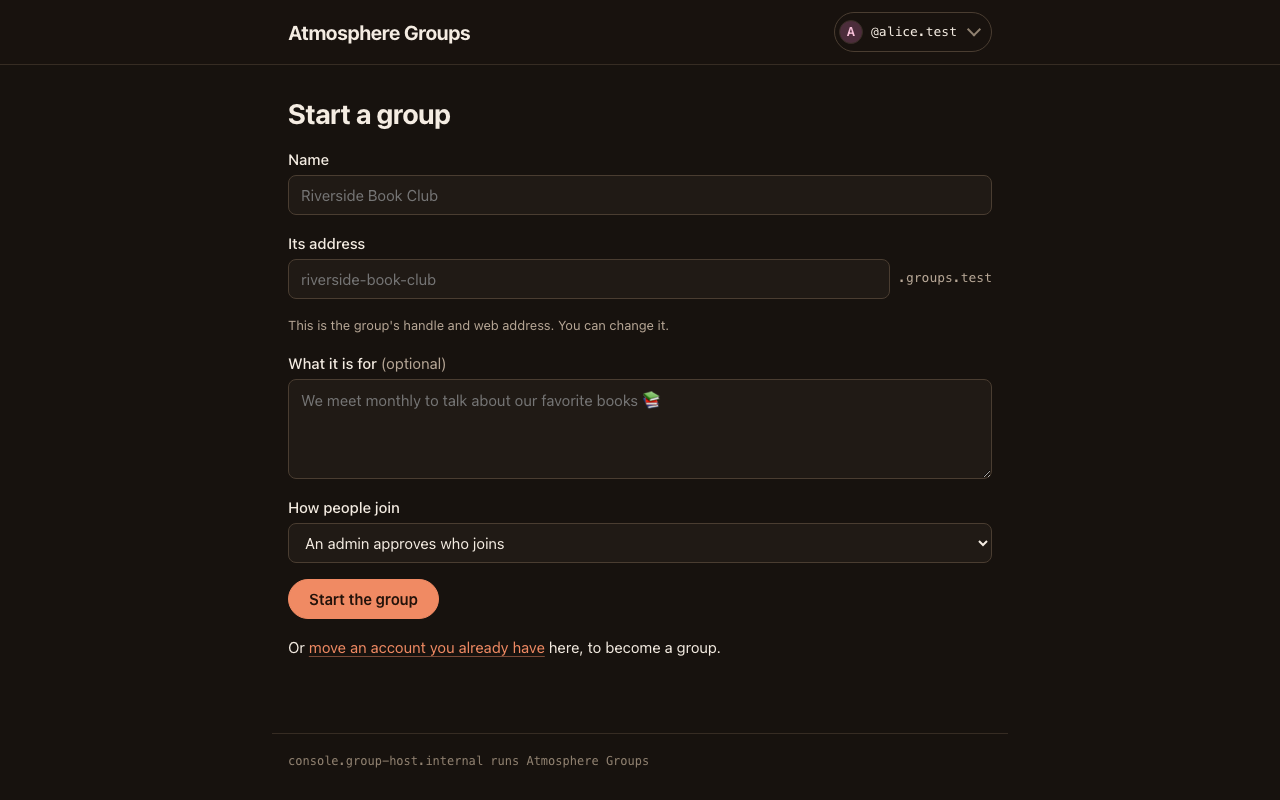 Atmosphere Groups
A @alice.test
Start a group
Name
Riverside Book Club
Its address
riverside-book-club .groups.test
This is the group's handle and web address. You can change it.
What it is for (optional)
We meet monthly to talk about our favorite books 📚
How people join
An admin approves who joins
Start the group
Or move an account you already have here, to become a group.
console.group-host.internal runs Atmosphere Groups